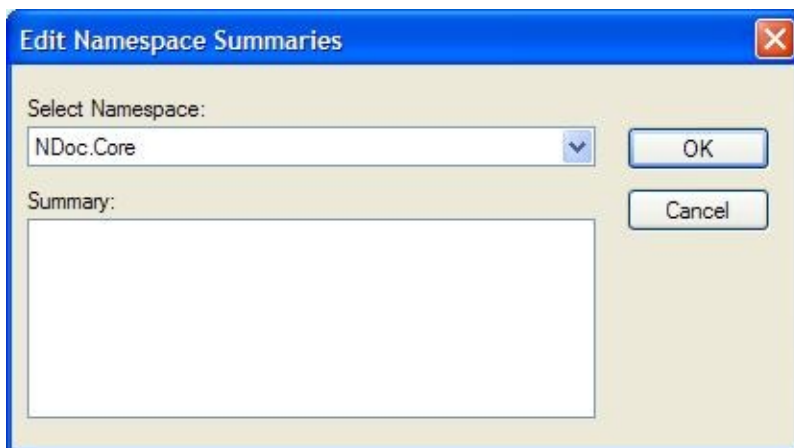 Edit Namespace Summaries
Select Namespace:
NDoc.Core
OK
Summary:
Cancel